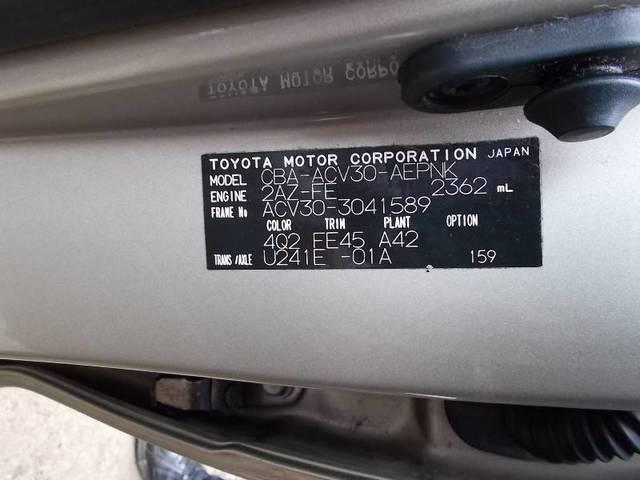 TOYOTA MOTOR CORPO
TOYOTA MOTOR CORPORATION JAPAN
MODEL CBA-ACV30-AEPNK
ENGINE 2AZ-FE 2362 mL
FRAME No ACV30-3041589
COLOR TRIM PLANT OPTION
4Q2 FE45 A42
TRANS/AXLE U241E -01A 159